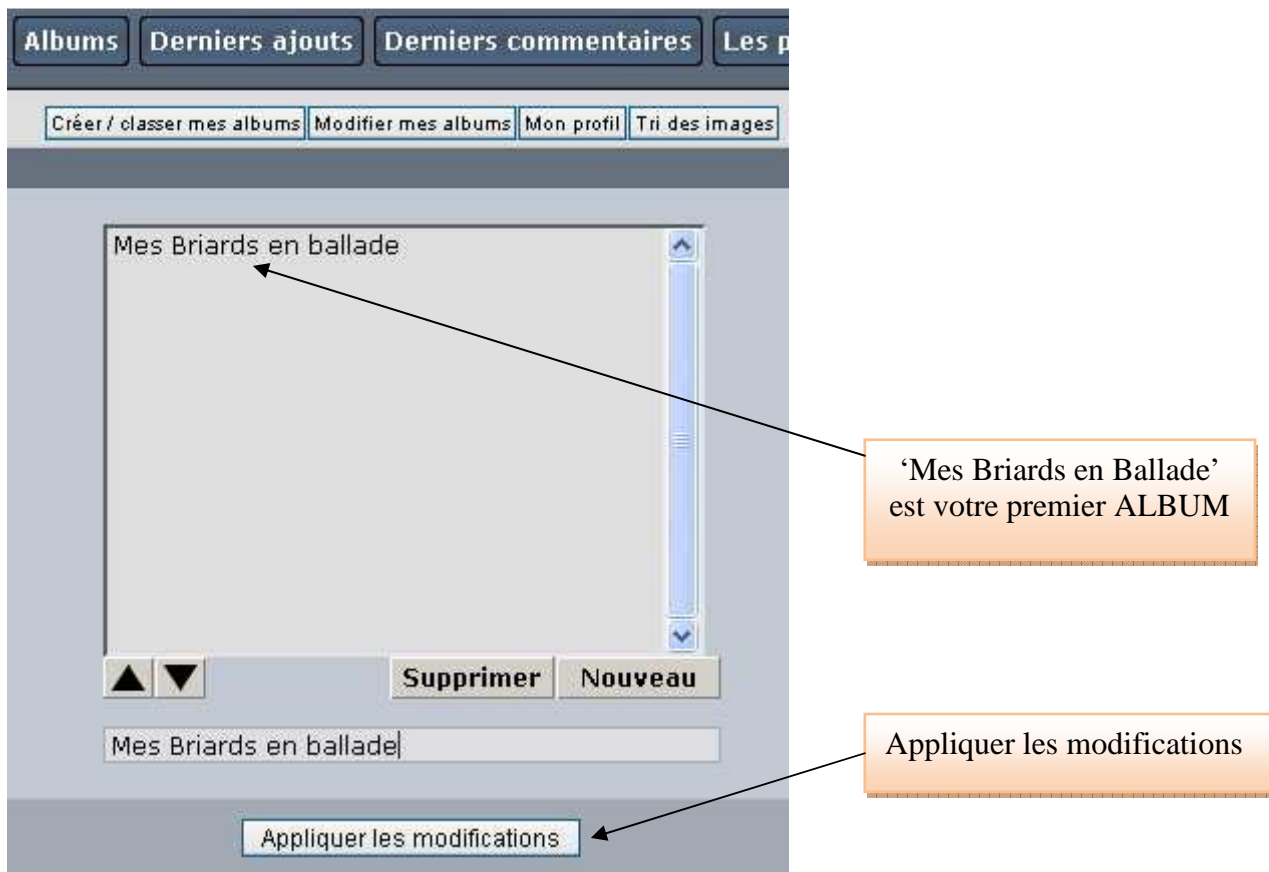 Albums Derniers ajouts Derniers commentaires Les p
Créer / classer mes albums Modifier mes albums Mon profil Tri des images
Mes Briards en ballade
‘Mes Briards en Ballade’
est votre premier ALBUM
Supprimer Nouveau
Mes Briards en ballade
Appliquer les modifications
Appliquer les modifications